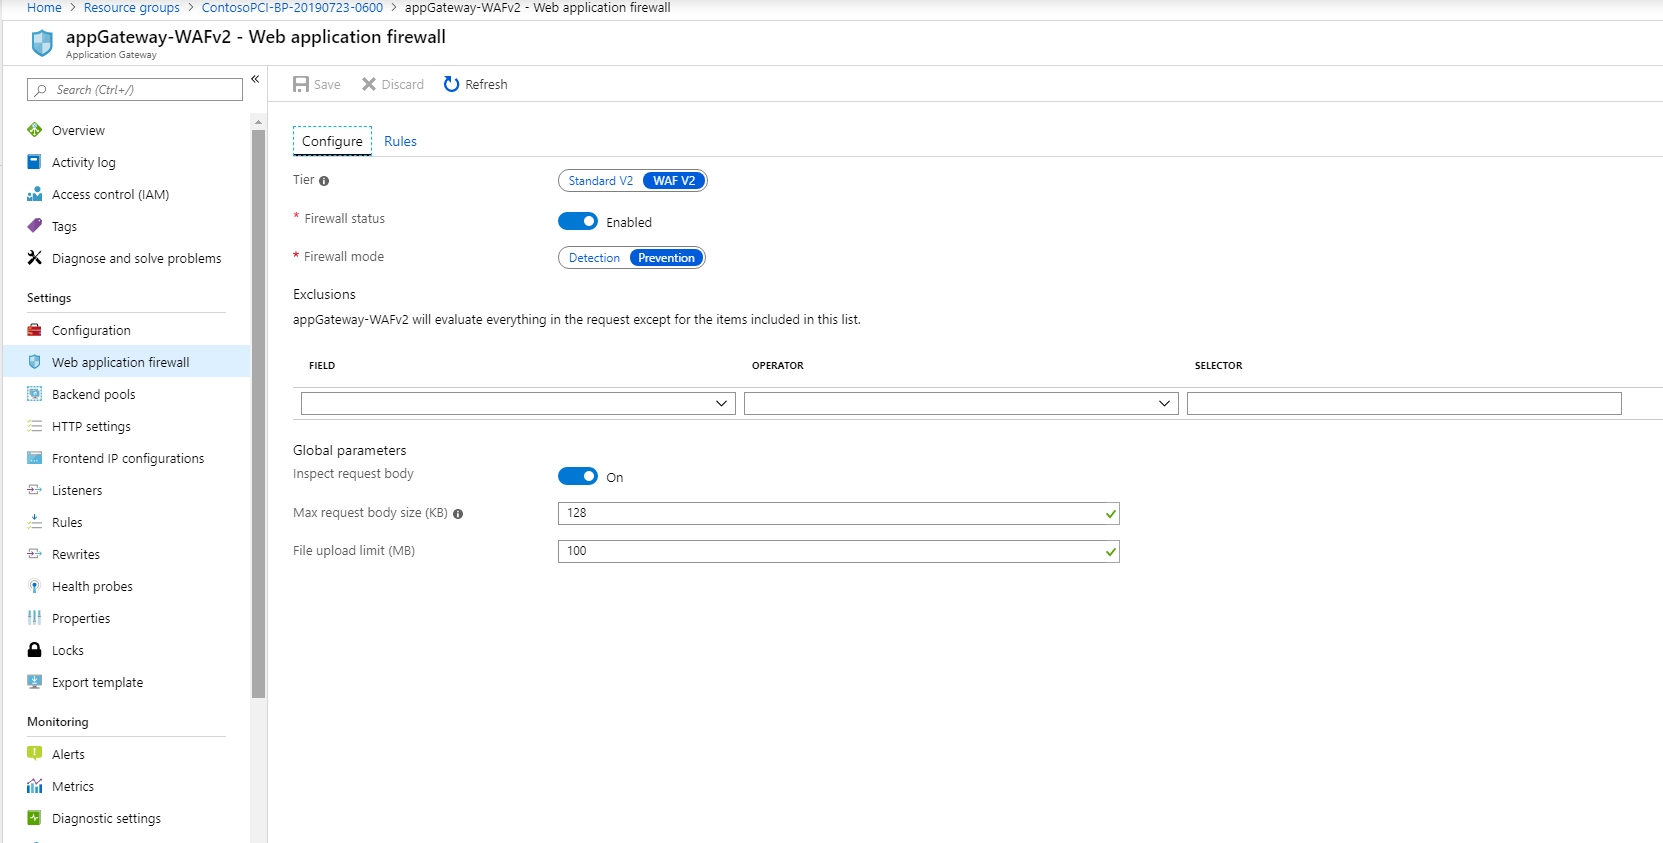 Home > Resource groups > ContosoPCI-BP-20190723-0600 > appGateway-WAFv2 - Web application firewall
appGateway-WAFv2 - Web application firewall
Application Gateway
Search (Ctrl+/)
«
Overview
Activity log
Access control (IAM)
Tags
Diagnose and solve problems
Settings
Configuration
Web application firewall
Backend pools
HTTP settings
Frontend IP configurations
Listeners
Rules
Rewrites
Health probes
Properties
Locks
Export template
Monitoring
Alerts
Metrics
Diagnostic settings
Save Discard Refresh
Configure Rules
Tier Standard V2 WAF V2
* Firewall status Enabled
* Firewall mode Detection Prevention
Exclusions
appGateway-WAFv2 will evaluate everything in the request except for the items included in this list.
FIELD OPERATOR SELECTOR
Global parameters
Inspect request body On
Max request body size (KB) 128
File upload limit (MB) 100